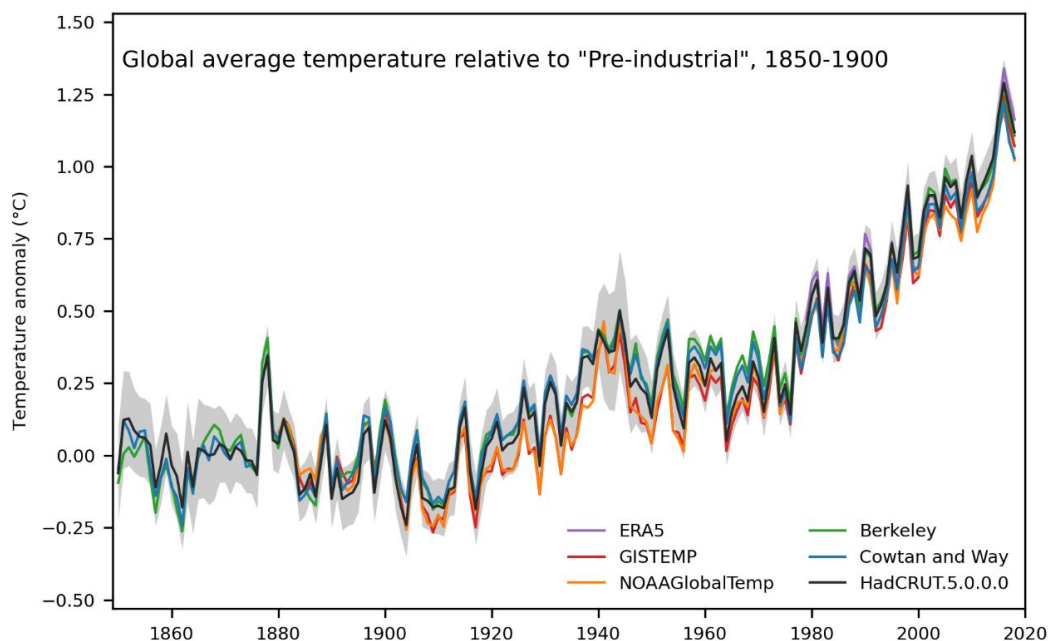 Global average temperature relative to "Pre-industrial", 1850-1900
Temperature anomaly (°C)
1.50
1.25
1.00
0.75
0.50
0.25
0.00
−0.25
−0.50
ERA5
GISTEMP
NOAAGlobalTemp
Berkeley
Cowtan and Way
HadCRUT.5.0.0.0
1860 1880 1900 1920 1940 1960 1980 2000 2020